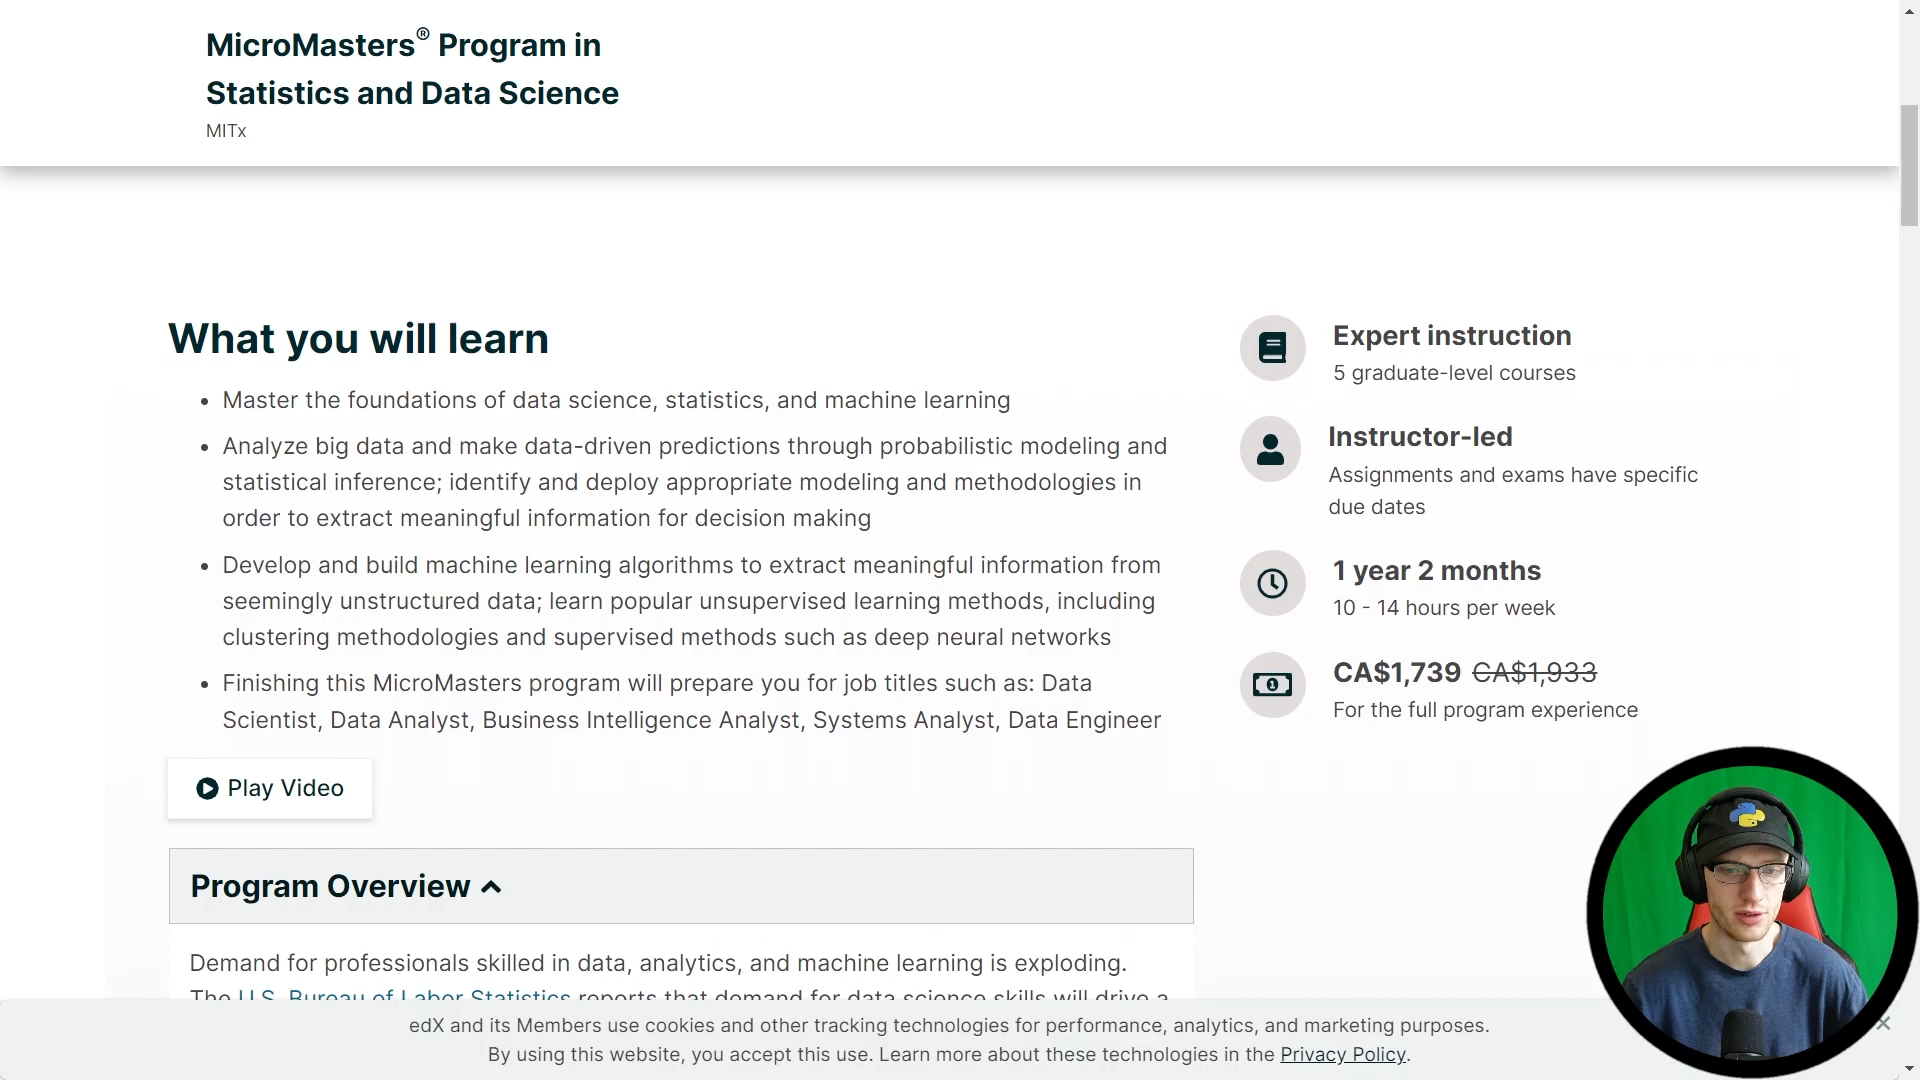 MicroMasters® Program in
Statistics and Data Science
MITx
What you will learn
Master the foundations of data science, statistics, and machine learning
Analyze big data and make data-driven predictions through probabilistic modeling and
statistical inference; identify and deploy appropriate modeling and methodologies in
order to extract meaningful information for decision making
Develop and build machine learning algorithms to extract meaningful information from
seemingly unstructured data; learn popular unsupervised learning methods, including
clustering methodologies and supervised methods such as deep neural networks
Finishing this MicroMasters program will prepare you for job titles such as: Data
Scientist, Data Analyst, Business Intelligence Analyst, Systems Analyst, Data Engineer
Play Video
Expert instruction
5 graduate-level courses
Instructor-led
Assignments and exams have specific
due dates
1 year 2 months
10 - 14 hours per week
CA$1,739 CA$1,933
For the full program experience
Program Overview
Demand for professionals skilled in data, analytics, and machine learning is exploding.
The U.S. Bureau of Labor Statistics reports that demand for data science skills will drive a
edX and its Members use cookies and other tracking technologies for performance, analytics, and marketing purposes.
By using this website, you accept this use. Learn more about these technologies in the Privacy Policy.